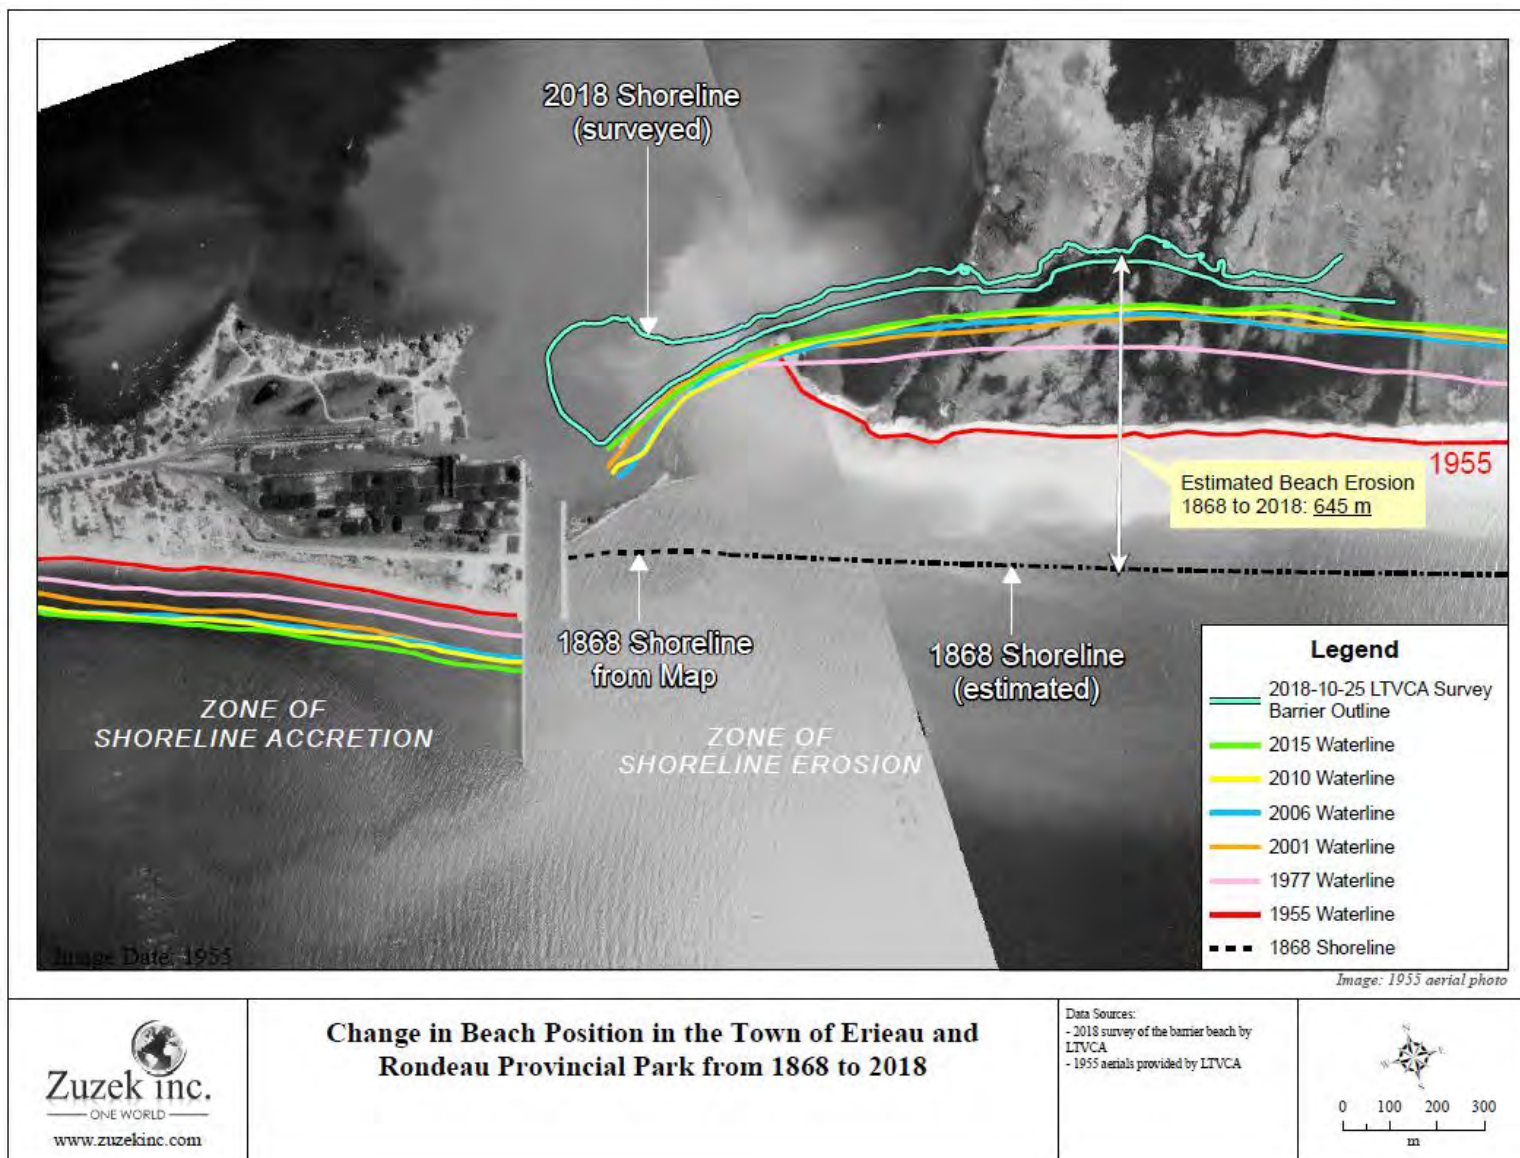 2018 Shoreline
(surveyed)
1955
Estimated Beach Erosion
1868 to 2018: 645 m
1868 Shoreline
from Map
1868 Shoreline
(estimated)
ZONE OF
SHORELINE ACCRETION
ZONE OF
SHORELINE EROSION
Legend
2018-10-25 LTVCA Survey
Barrier Outline
2015 Waterline
2010 Waterline
2006 Waterline
2001 Waterline
1977 Waterline
1955 Waterline
1868 Shoreline
Image Date: 1955
Image: 1955 aerial photo
Zuzek inc.
ONE WORLD
www.zuzekinc.com
Change in Beach Position in the Town of Erieau and
Rondeau Provincial Park from 1868 to 2018
Data Sources:
- 2018 survey of the barrier beach by
LTVCA
- 1955 aerials provided by LTVCA
N
W E
S
0 100 200 300
m